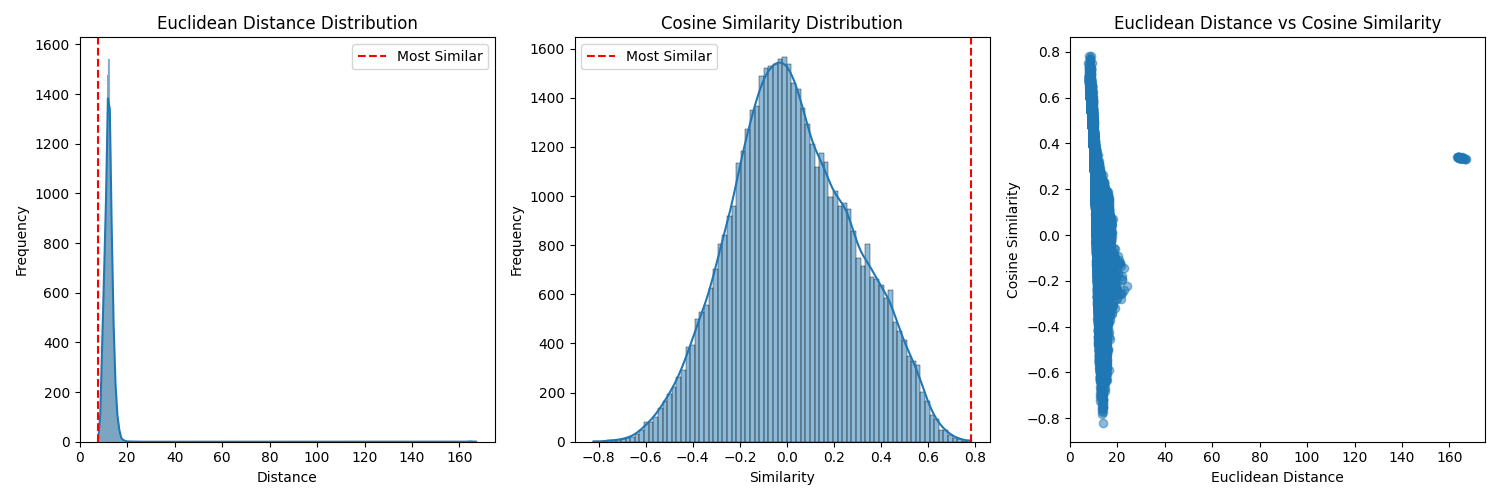 Euclidean Distance Distribution
1600
1400
1200
1000
800
600
400
200
0
Frequency
Most Similar
0 20 40 60 80 100 120 140 160
Distance
Cosine Similarity Distribution
1600
1400
1200
1000
800
600
400
200
0
Frequency
Most Similar
−0.8 −0.6 −0.4 −0.2 0.0 0.2 0.4 0.6 0.8
Similarity
Euclidean Distance vs Cosine Similarity
0.8
0.6
0.4
0.2
0.0
−0.2
−0.4
−0.6
−0.8
Cosine Similarity
0 20 40 60 80 100 120 140 160
Euclidean Distance